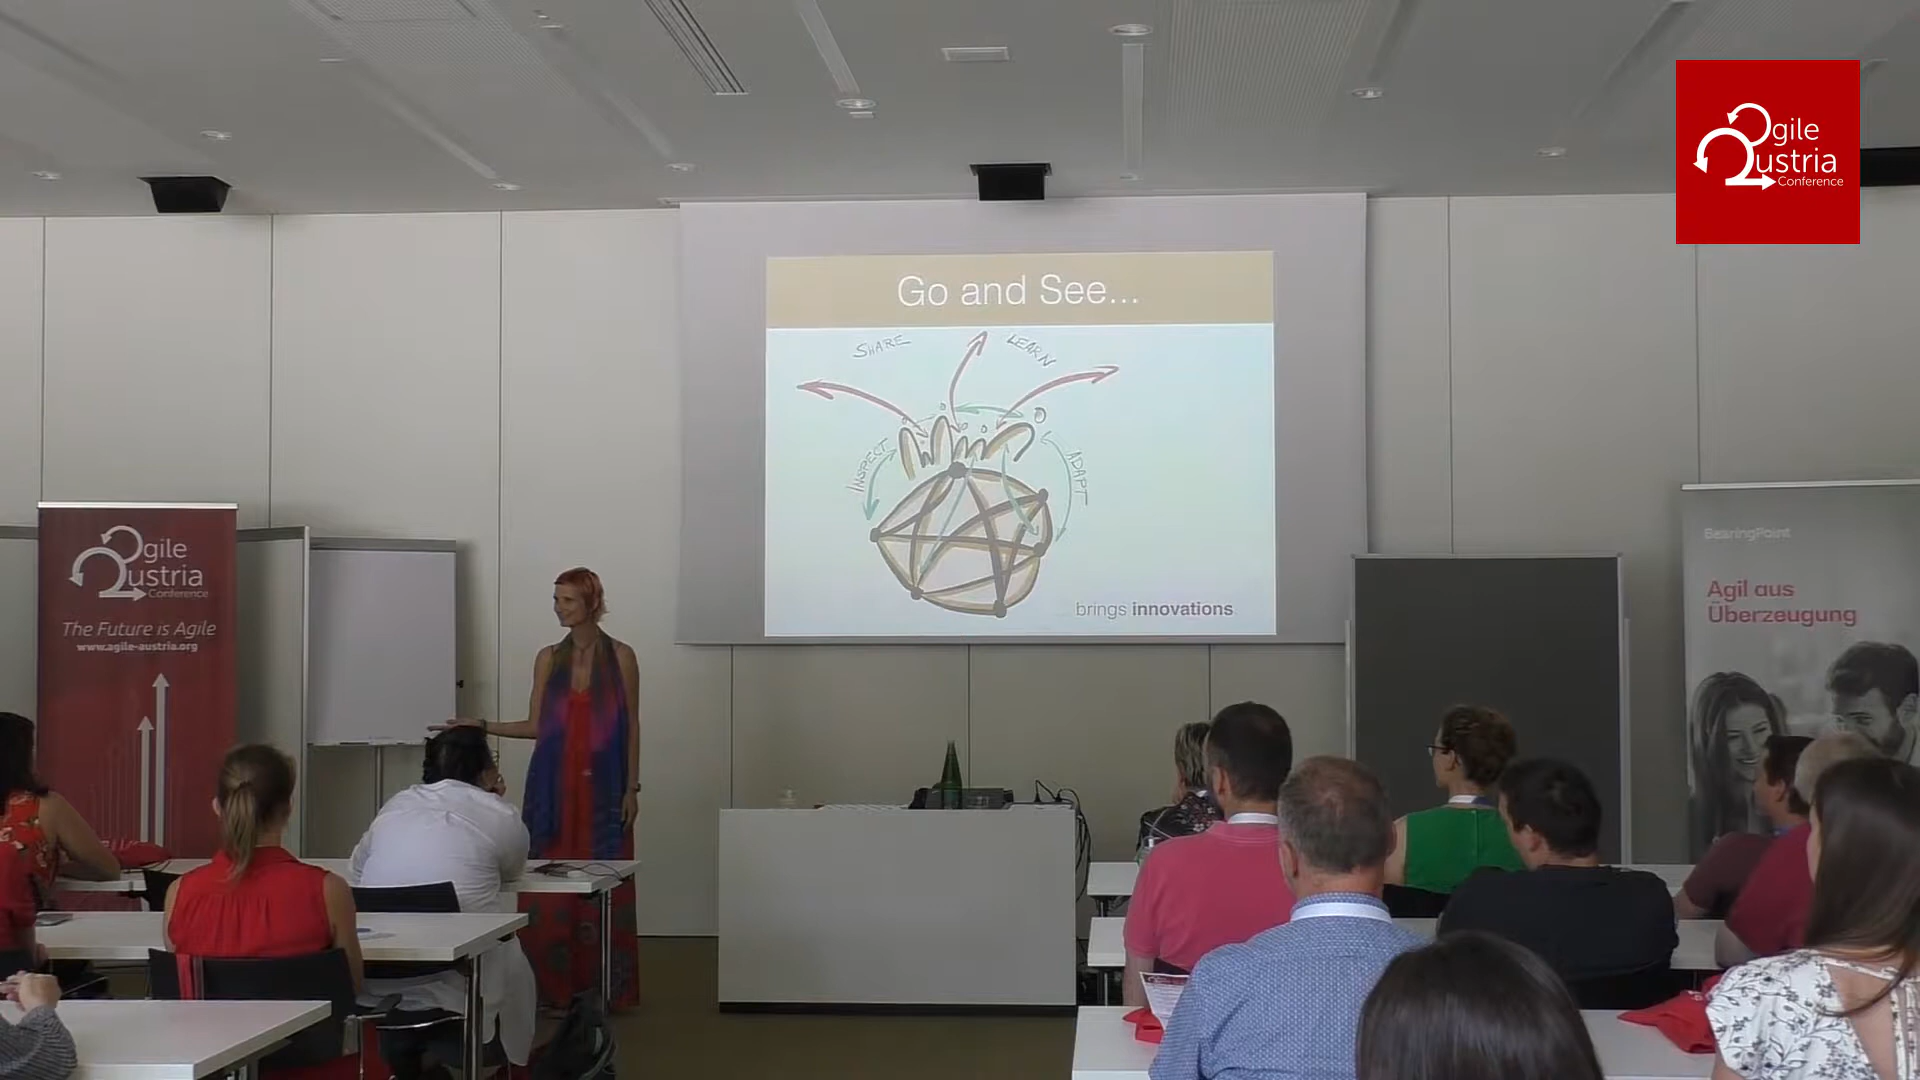 Agile
Austria
Conference
Go and See...
SHARE
LEARN
INSPECT
ADAPT
brings innovations
Agile
Austria
Conference
The Future is Agile
www.agile-austria.org
BearingPoint
Agil aus
Überzeugung